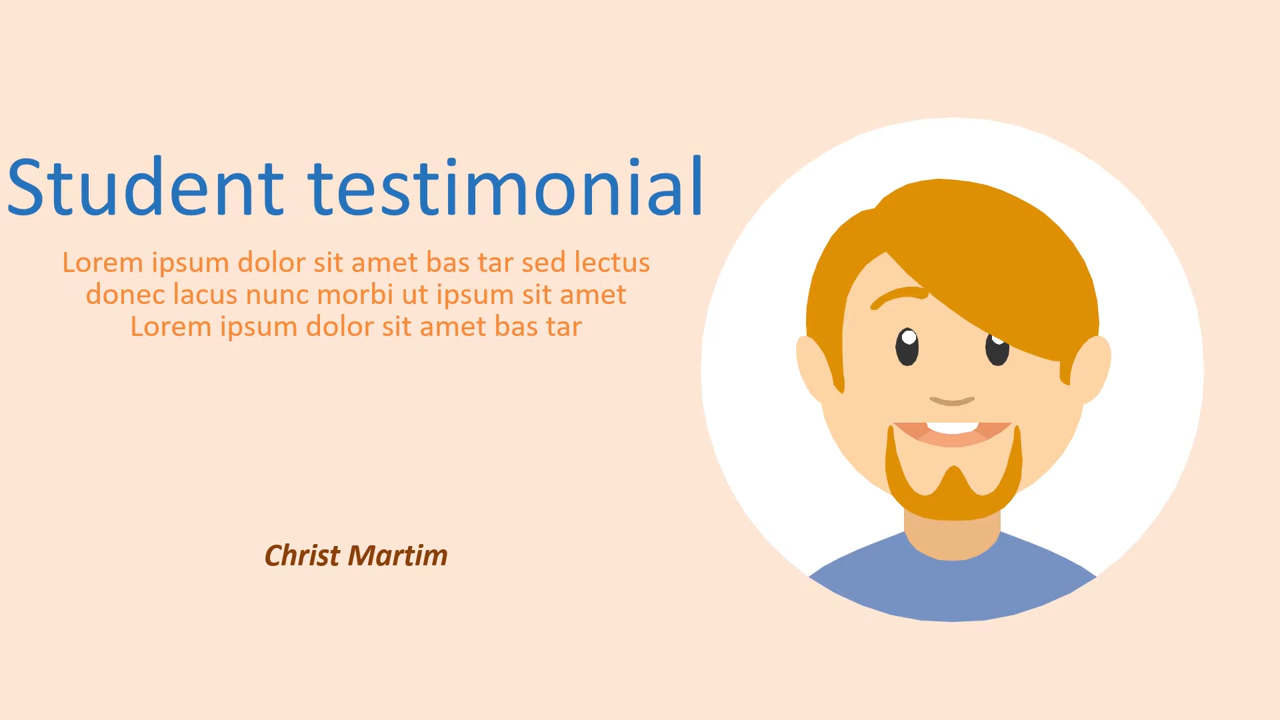 Student testimonial
Lorem ipsum dolor sit amet bas tar sed lectus
donec lacus nunc morbi ut ipsum sit amet
Lorem ipsum dolor sit amet bas tar
Christ Martim